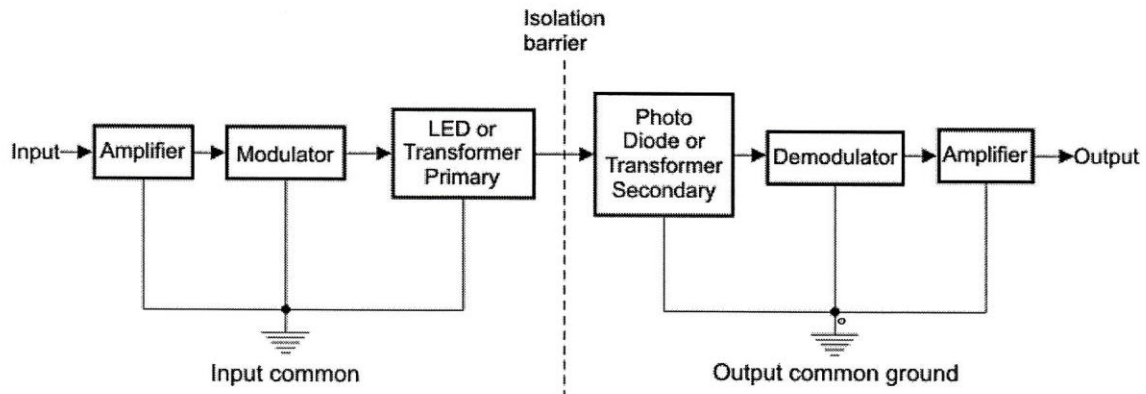 Isolation
barrier
Input
Amplifier
Modulator
LED or
Transformer
Primary
Photo
Diode or
Transformer
Secondary
Demodulator
Amplifier
Output
Input common
Output common ground